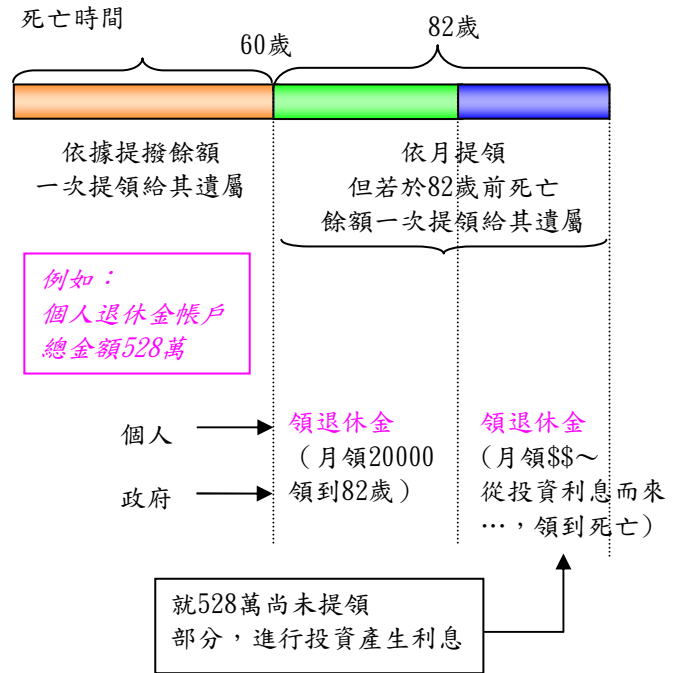 死亡時間
60歲
82歲
依據提撥餘額
一次提領給其遺屬
依月提領
但若於82歲前死亡
餘額一次提領給其遺屬
例如：
個人退休金帳戶
總金額528萬
個人
政府
領退休金
（月領20000
領到82歲）
領退休金
（月領$$～
從投資利息而來
…，領到死亡）
就528萬尚未提領
部分，進行投資產生利息